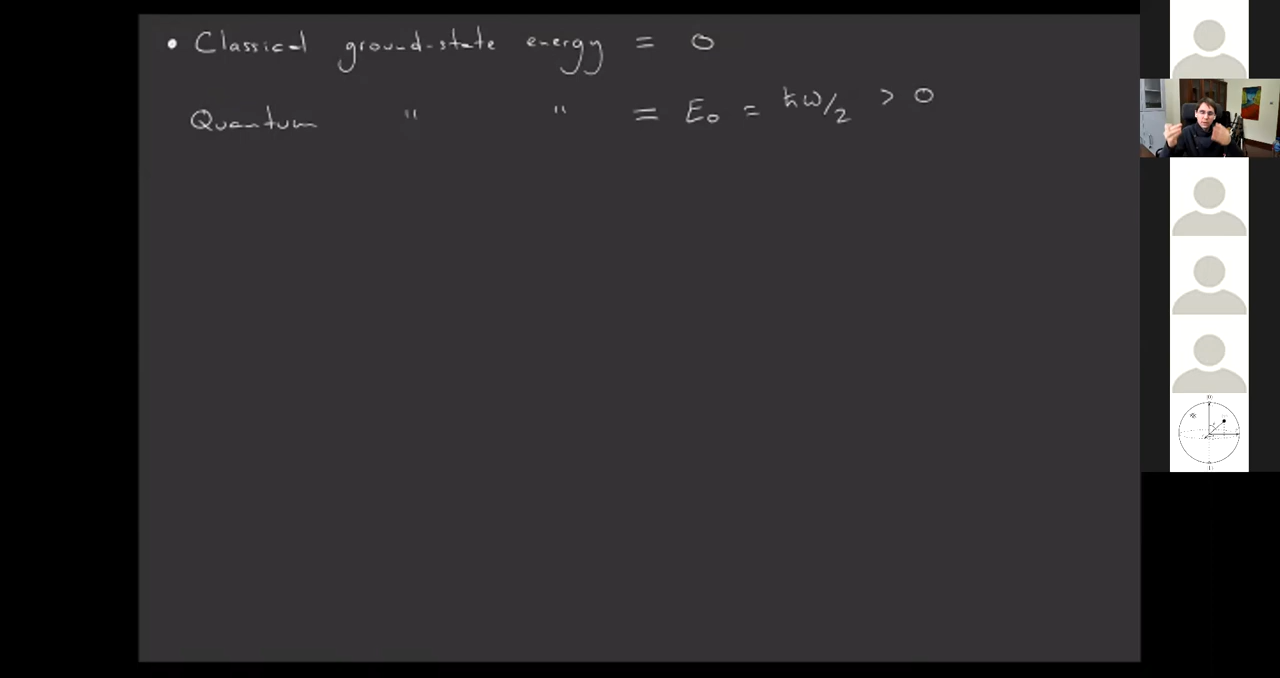 • Classical ground-state energy = 0
Quantum " " = E₀ = ℏω/2 > 0